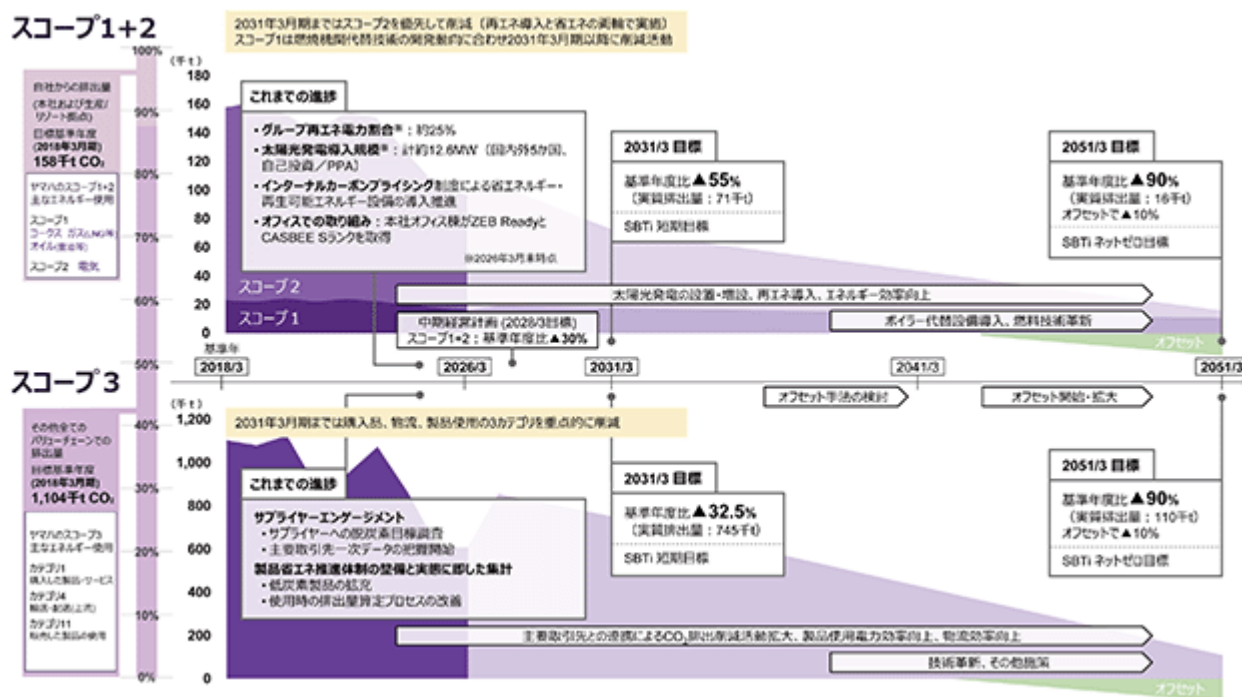 スコープ1+2
2031年3月期まではスコープ2を優先して削減（再エネ導入と省エネの両輪で実施）
スコープ1は燃焼機関代替技術の開発動向に合わせ2031年3月期以降に削減活動
100%
90%
80%
70%
60%
50%
40%
30%
20%
10%
0%
自社からの排出量
(本社および生産/
リゾート拠点)
目標基準年度
(2018年3月期)
158千t CO₂
ヤマハのスコープ1+2
主なエネルギー使用
スコープ1
コークス ガス(LNG等)
オイル(重油等)
スコープ2 電気
(千t)
180
160
140
120
100
80
60
40
20
0
これまでの進捗
・グループ再エネ電力割合※：約25%
・太陽光発電導入規模※：計約12.6MW（国内外5か国、
自己投資／PPA）
・インターナルカーボンプライシング制度による省エネルギー・
再生可能エネルギー設備の導入推進
・オフィスでの取り組み：本社オフィス棟がZEB Readyと
CASBEE Sランクを取得
※2026年3月末時点
スコープ2
スコープ1
2031/3 目標
基準年度比▲55%
（実質排出量：71千t）
SBTi 短期目標
2051/3 目標
基準年度比▲90%
（実質排出量：16千t）
オフセットで▲10%
SBTi ネットゼロ目標
太陽光発電の設置・増設、再エネ導入、エネルギー効率向上
ボイラー代替設備導入、燃料技術革新
オフセット
中期経営計画 (2028/3目標)
スコープ1+2：基準年度比▲30%
基準年
2018/3
2026/3
2031/3
2041/3
2051/3
オフセット手法の検討
オフセット開始・拡大
スコープ3
その他全ての
バリューチェーンでの
排出量
目標基準年度
(2018年3月期)
1,104千t CO₂
ヤマハのスコープ3
主なエネルギー使用
カテゴリ1
購入した製品・サービス
カテゴリ4
輸送・配送(上流)
カテゴリ11
販売した製品の使用
(千t)
1,200
1,000
800
600
400
200
0
2031年3月期までは購入品、物流、製品使用の3カテゴリを重点的に削減
これまでの進捗
サプライヤーエンゲージメント
・サプライヤーへの脱炭素目標調査
・主要取引先一次データの把握開始
製品省エネ推進体制の整備と実態に即した集計
・低炭素製品の拡充
・使用時の排出量算定プロセスの改善
2031/3 目標
基準年度比▲32.5%
（実質排出量：745千t）
SBTi 短期目標
2051/3 目標
基準年度比▲90%
（実質排出量：110千t）
オフセットで▲10%
SBTi ネットゼロ目標
主要取引先との連携によるCO₂排出削減活動拡大、製品使用電力効率向上、物流効率向上
技術革新、その他施策
オフセット